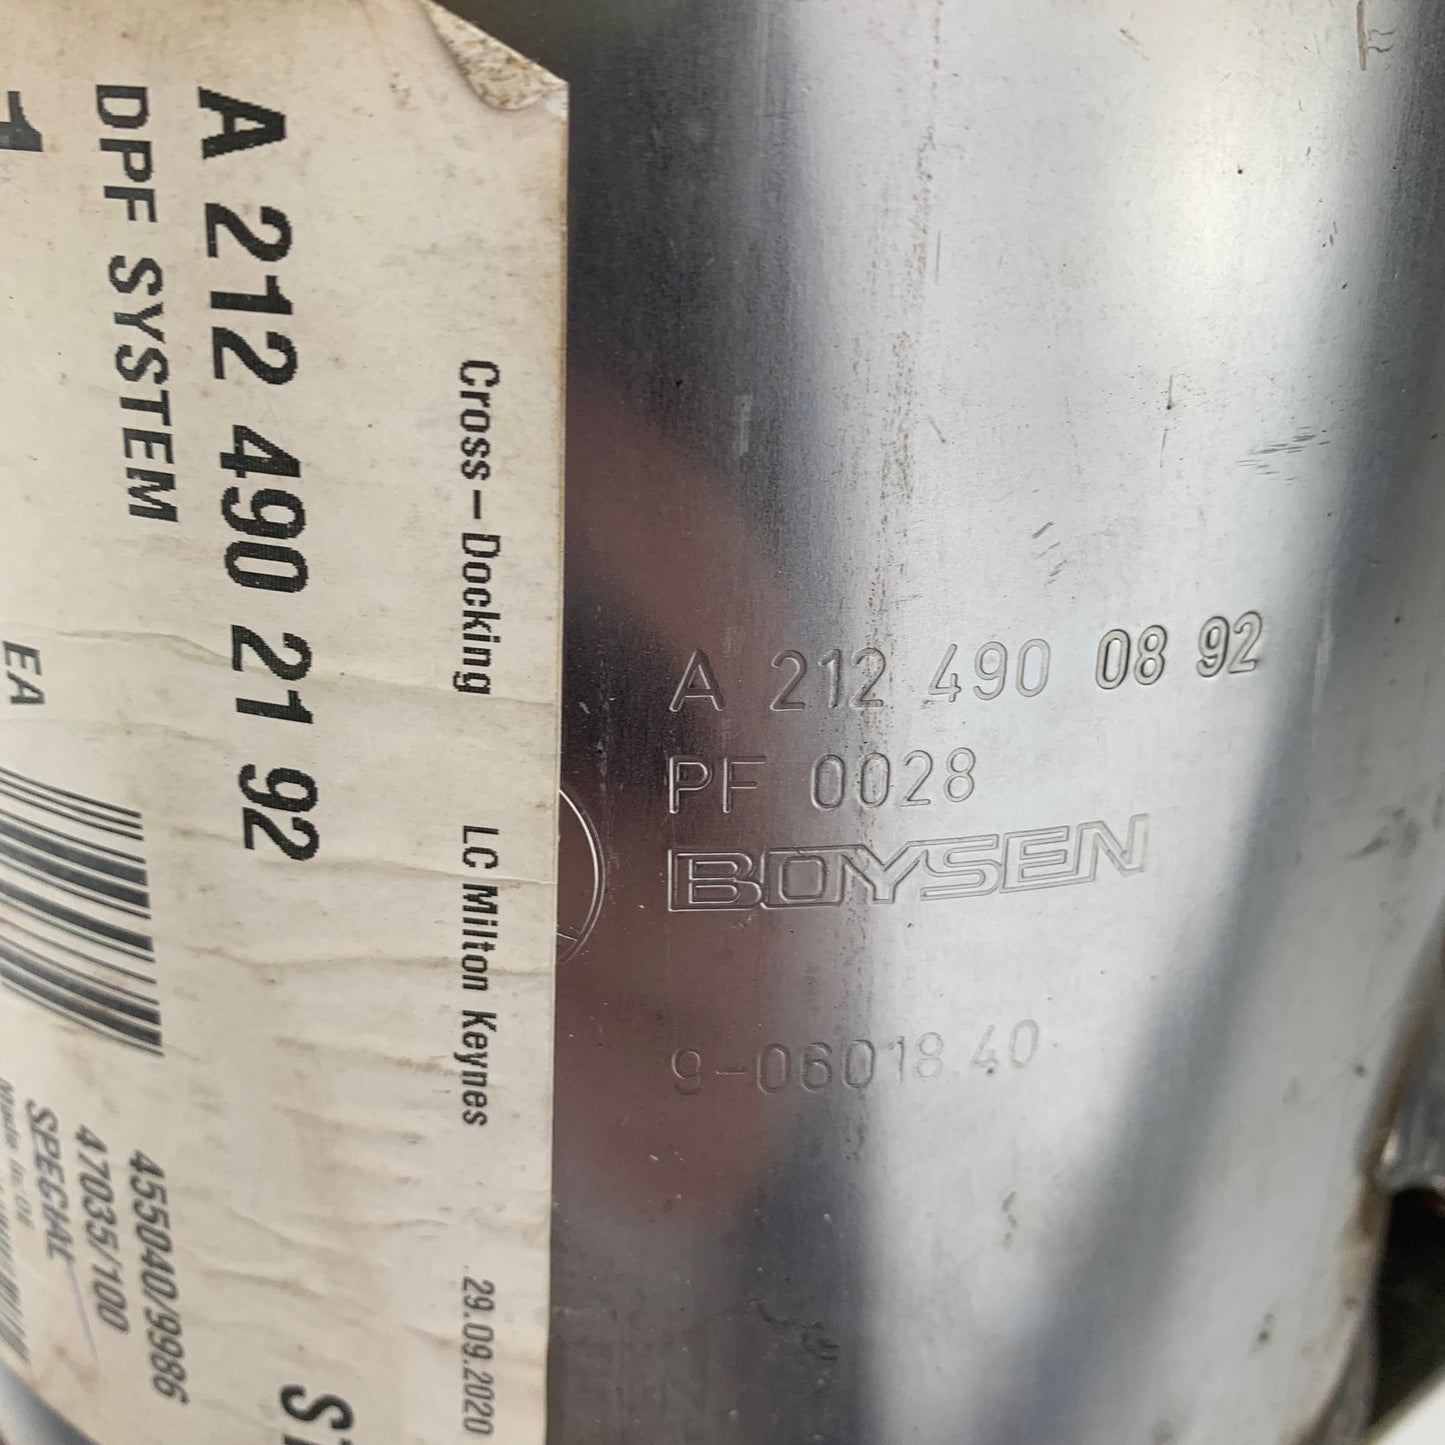 Cross-Docking LC Milton Keynes 29.09.2020
A 212 490 21 92
DPF SYSTEM
1 EA
455040/9986
47035/100
SPECIAL
A 212 490 08 92
PF 0028
BOYSEN
9-06018.40